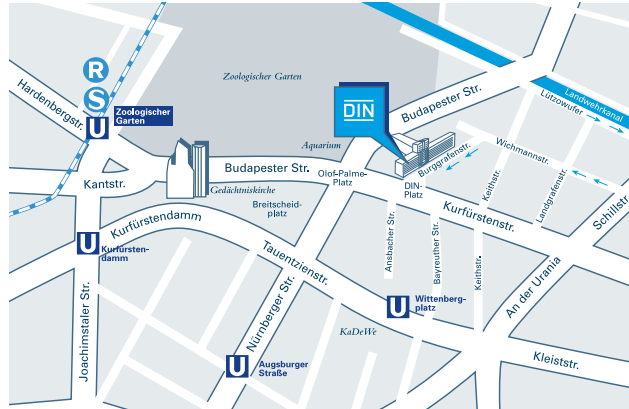 R
S
U
Zoologischer
Garten
Hardenbergstr.
Zoologischer Garten
DIN
Budapester Str.
Landwehrkanal
Lützowufer
Aquarium
Wichmannstr.
Burggrafenstr.
Budapester Str.
Olof-Palme-
Platz
DIN-
Platz
Keithstr.
Landgrafenstr.
Kantstr.
Gedächtniskirche
Breitscheid-
platz
Kurfürstenstr.
Schillstr.
Kurfürstendamm
Ansbacher Str.
Bayreuther Str.
Keithstr.
An der Urania
U
Kurfürsten-
damm
Tauentzienstr.
Joachimstaler Str.
Nürnberger Str.
U
Wittenberg-
platz
KaDeWe
U
Augsburger
Straße
Kleiststr.